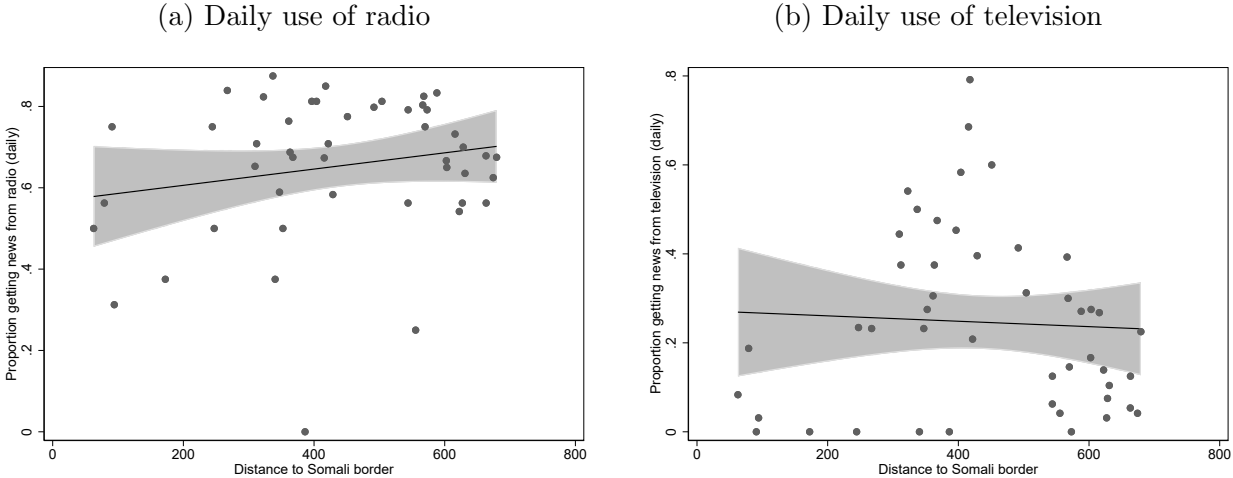 (a) Daily use of radio
Proportion getting news from radio (daily)
.8
.6
.4
.2
0
0 200 400 600 800
Distance to Somali border
(b) Daily use of television
Proportion getting news from television (daily)
.8
.6
.4
.2
0
0 200 400 600 800
Distance to Somali border